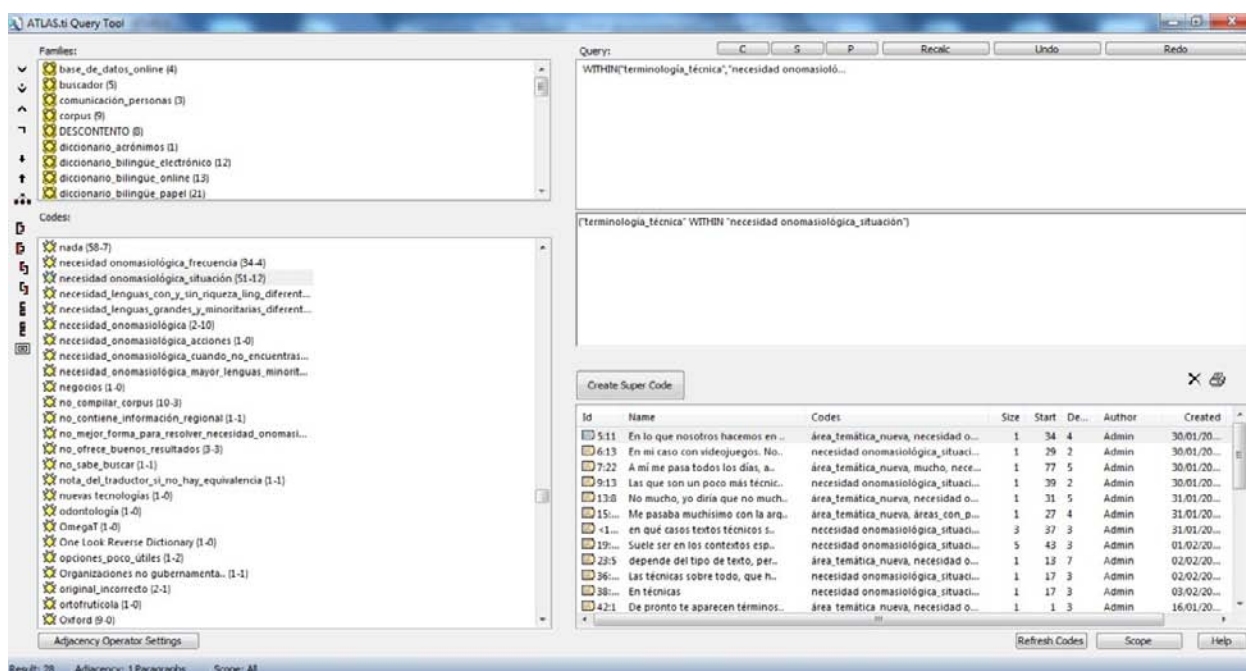 ATLAS.ti Query Tool
Families:
base_de_datos_online (4)
buscador (5)
comunicación_personas (3)
corpus (9)
DESCONTENTO (8)
diccionario_acrónimos (1)
diccionario_bilingüe_electrónico (12)
diccionario_bilingüe_online (13)
diccionario_bilingüe_papel (21)
Codes:
nada (58-7)
necesidad onomasiológica_frecuencia (34-4)
necesidad onomasiológica_situación (51-12)
necesidad_lenguas_con_y_sin_riqueza_ling_diferent...
necesidad_lenguas_grandes_y_minoritarias_diferent...
necesidad_onomasiológica (2-10)
necesidad_onomasiológica_acciones (1-0)
necesidad_onomasiológica_cuando_no_encuentras...
necesidad_onomasiológica_mayor_lenguas_minorit...
negocios (1-0)
no_compilar_corpus (10-3)
no_contiene_información_regional (1-1)
no_mejor_forma_para_resolver_necesidad_onomasi...
no_ofrece_buenos_resultados (3-3)
no_sabe_buscar (1-1)
nota_del_traductor_si_no_hay_equivalencia (1-1)
nuevas tecnologías (1-0)
odontología (1-0)
OmegaT (1-0)
One Look Reverse Dictionary (1-0)
opciones_poco_útiles (1-2)
Organizaciones no gubernamenta.. (1-1)
original_incorrecto (2-1)
ortofrutícola (1-0)
Oxford (9-0)
Adjacency Operator Settings
Query: C S P Recalc Undo Redo
WITHIN("terminología_técnica","necesidad onomasioló...
("terminología_técnica" WITHIN "necesidad onomasiológica_situación")
Create Super Code
Id Name Codes Size Start De... Author Created
5:11 En lo que nosotros hacemos en .. área_temática_nueva, necesidad o... 1 34 4 Admin 30/01/20...
6:13 En mi caso con videojuegos. No.. necesidad onomasiológica_situaci... 1 29 2 Admin 30/01/20...
7:22 A mí me pasa todos los días, a.. área_temática_nueva, mucho, nece... 1 77 5 Admin 30/01/20...
9:13 Las que son un poco más técnic.. necesidad onomasiológica_situaci... 1 39 2 Admin 30/01/20...
13:8 No mucho, yo diría que no much.. área_temática_nueva, necesidad o... 1 31 5 Admin 31/01/20...
15:... Me pasaba muchísimo con la arq.. área_temática_nueva, áreas_con_p... 1 27 4 Admin 31/01/20...
<1... en qué casos textos técnicos s.. necesidad onomasiológica_situaci... 3 37 3 Admin 31/01/20...
19:... Suele ser en los contextos esp.. necesidad onomasiológica_situaci... 5 43 3 Admin 01/02/20...
23:5 depende del tipo de texto, per.. necesidad onomasiológica_situaci... 1 13 7 Admin 02/02/20...
36:... Las técnicas sobre todo, que h.. necesidad onomasiológica_situaci... 1 17 3 Admin 02/02/20...
38:... En técnicas necesidad onomasiológica_situaci... 1 17 3 Admin 03/02/20...
42:1 De pronto te aparecen términos.. área_temática_nueva, necesidad o... 1 1 3 Admin 16/01/20...
Refresh Codes Scope Help
Result: 28 Adjacency: 1 Paragraphs Scope: All